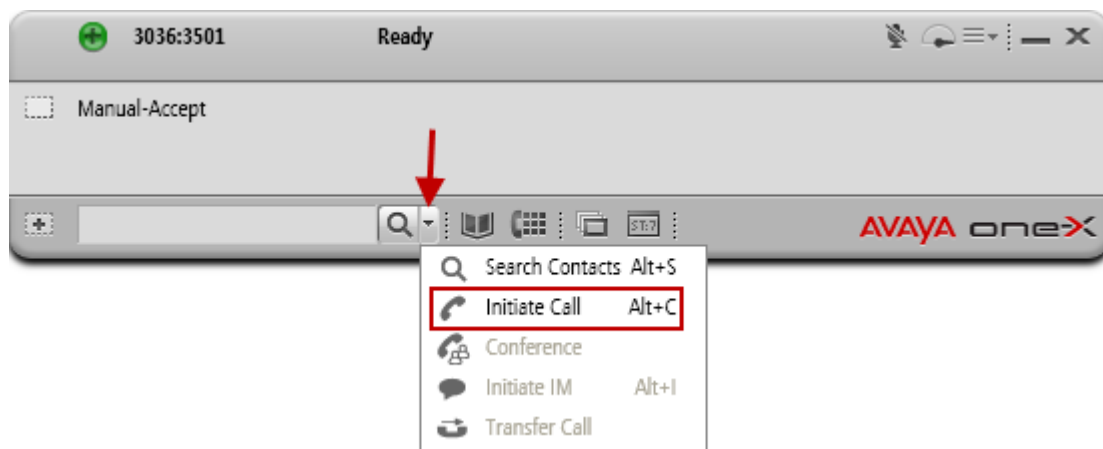 3036:3501 Ready
Manual-Accept
ST:7
AVAYA one-X
Search Contacts Alt+S
Initiate Call Alt+C
Conference
Initiate IM Alt+I
Transfer Call